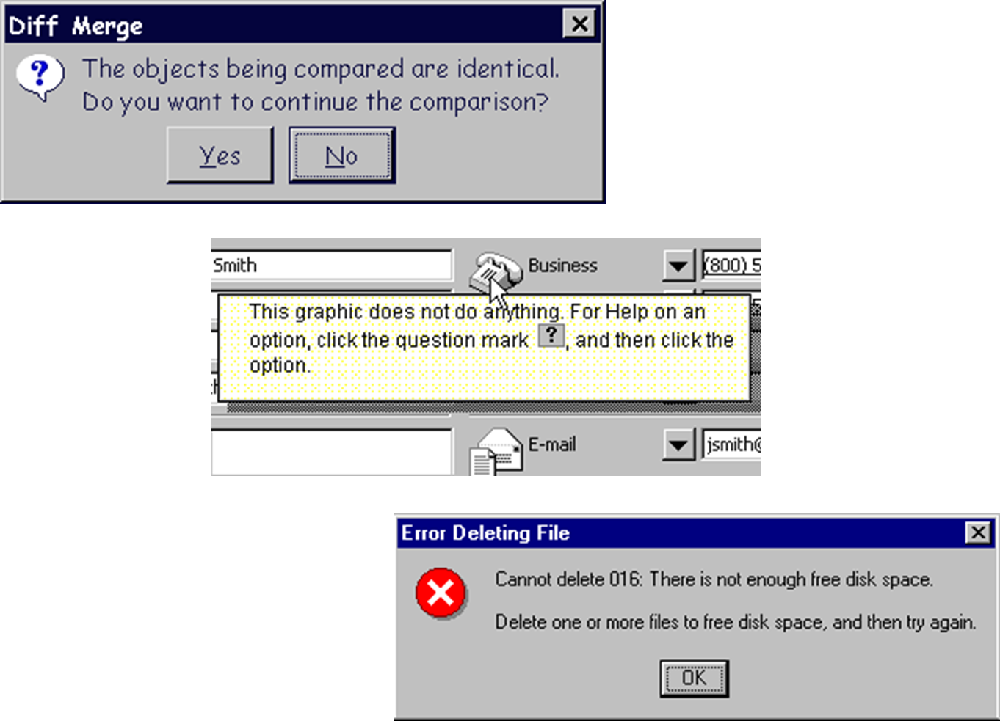 Diff Merge
?
The objects being compared are identical.
Do you want to continue the comparison?
Yes No
Smith Business (800) 5
This graphic does not do anything. For Help on an
option, click the question mark ?, and then click the
option.
E-mail jsmith@
Error Deleting File
Cannot delete 016: There is not enough free disk space.
Delete one or more files to free disk space, and then try again.
OK